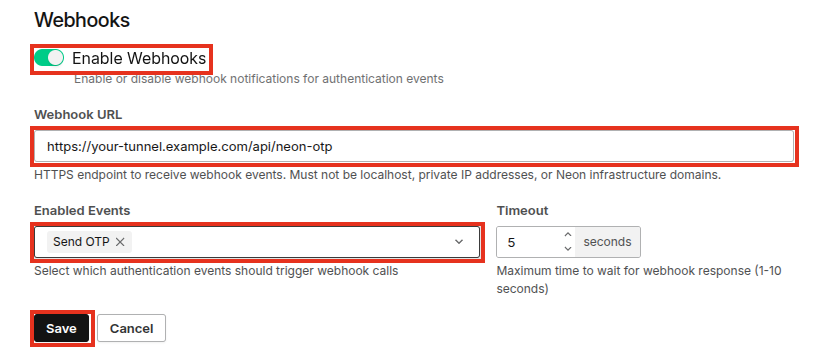 Webhooks
Enable Webhooks
Enable or disable webhook notifications for authentication events
Webhook URL
https://your-tunnel.example.com/api/neon-otp
HTTPS endpoint to receive webhook events. Must not be localhost, private IP addresses, or Neon infrastructure domains.
Enabled Events
Send OTP
Select which authentication events should trigger webhook calls
Timeout
5 seconds
Maximum time to wait for webhook response (1-10
seconds)
Save Cancel